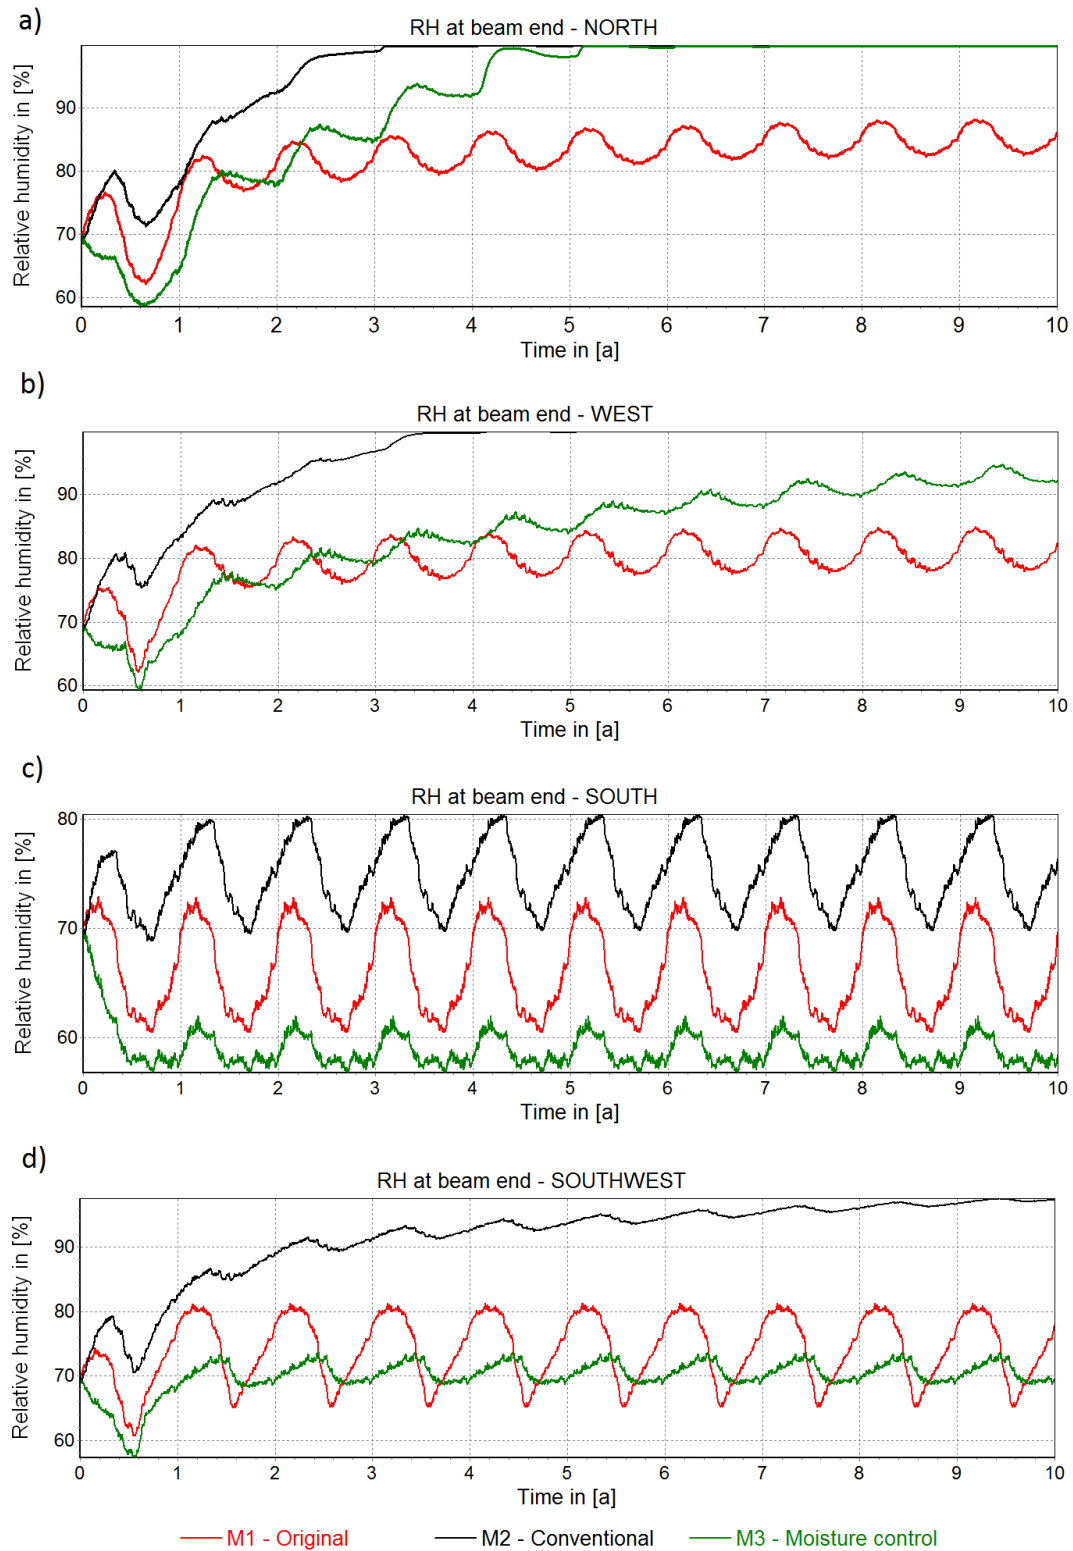 a)
RH at beam end - NORTH
Relative humidity in [%]
90
80
70
60
0 1 2 3 4 5 6 7 8 9 10
Time in [a]
b)
RH at beam end - WEST
Relative humidity in [%]
90
80
70
60
0 1 2 3 4 5 6 7 8 9 10
Time in [a]
c)
RH at beam end - SOUTH
Relative humidity in [%]
80
70
60
0 1 2 3 4 5 6 7 8 9 10
Time in [a]
d)
RH at beam end - SOUTHWEST
Relative humidity in [%]
90
80
70
60
0 1 2 3 4 5 6 7 8 9 10
Time in [a]
M1 - Original M2 - Conventional M3 - Moisture control